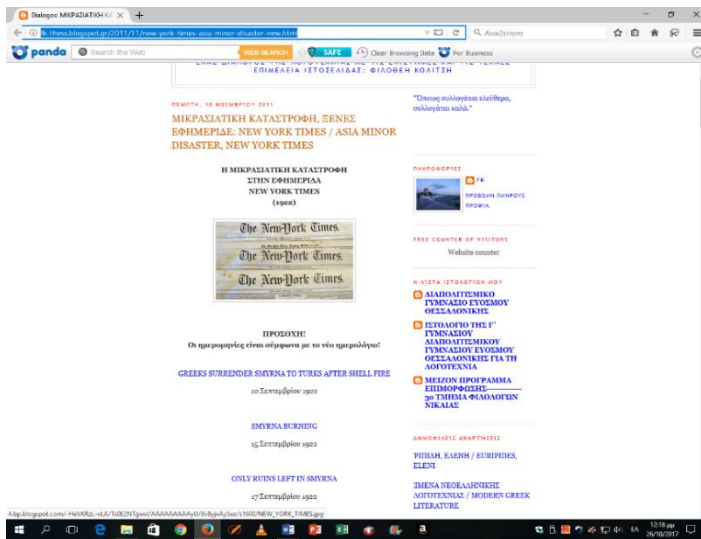 Dialogos: ΜΙΚΡΑΣΙΑΤΙΚΗ ΚΑ
fk-thess.blogspot.gr/2011/11/new-york-times-asia-minor-disaster-new.html
Αναζήτηση
panda
Search the Web
WEB SEARCH
SAFE
Clear Browsing Data
For Business
ΕΠΙΜΕΛΕΙΑ ΙΣΤΟΣΕΛΙΔΑΣ: ΦΙΛΟΘΕΗ ΚΟΛΙΤΣΗ
ΠΕΜΠΤΗ, 10 ΝΟΕΜΒΡΙΟΥ 2011
ΜΙΚΡΑΣΙΑΤΙΚΗ ΚΑΤΑΣΤΡΟΦΗ, ΞΕΝΕΣ
ΕΦΗΜΕΡΙΔΕ: NEW YORK TIMES / ASIA MINOR
DISASTER, NEW YORK TIMES
Η ΜΙΚΡΑΣΙΑΤΙΚΗ ΚΑΤΑΣΤΡΟΦΗ
ΣΤΗΝ ΕΦΗΜΕΡΙΔΑ
NEW YORK TIMES
(1922)
The New York Times.
The New York Times.
The New York Times.
ΠΡΟΣΟΧΗ!
Οι ημερομηνίες είναι σύμφωνα με το νέο ημερολόγιο!
GREEKS SURRENDER SMYRNA TO TURKS AFTER SHELL FIRE
10 Σεπτεμβρίου 1922
SMYRNA BURNING
15 Σεπτεμβρίου 1922
ONLY RUINS LEFT IN SMYRNA
17 Σεπτεμβρίου 1922
"Όποιος συλλογάται ελεύθερα,
συλλογάται καλά."
ΠΛΗΡΟΦΟΡΙΕΣ
FK
ΠΡΟΒΟΛΗ ΠΛΗΡΟΥΣ
ΠΡΟΦΙΛ
FREE COUNTER OF VISITORS
Website counter
Η ΛΙΣΤΑ ΙΣΤΟΛΟΓΙΩΝ ΜΟΥ
ΔΙΑΠΟΛΙΤΙΣΜΙΚΟ
ΓΥΜΝΑΣΙΟ ΕΥΟΣΜΟΥ
ΘΕΣΣΑΛΟΝΙΚΗΣ
ΙΣΤΟΛΟΓΙΟ ΤΗΣ Γ΄
ΓΥΜΝΑΣΙΟΥ
ΔΙΑΠΟΛΙΤΙΣΜΙΚΟΥ
ΓΥΜΝΑΣΙΟΥ ΕΥΟΣΜΟΥ
ΘΕΣΣΑΛΟΝΙΚΗΣ ΓΙΑ ΤΗ
ΛΟΓΟΤΕΧΝΙΑ
ΜΕΙΖΟΝ ΠΡΟΓΡΑΜΜΑ
ΕΠΙΜΟΡΦΩΣΗΣ------------
3ο ΤΜΗΜΑ ΦΙΛΟΛΟΓΩΝ
ΝΙΚΑΙΑΣ
ΔΗΜΟΦΙΛΕΙΣ ΑΝΑΡΤΗΣΕΙΣ
ΡΙΠΙΔΗ, ΕΛΕΝΗ / EURIPIDES,
ELENI
ΙΜΕΝΑ ΝΕΟΕΛΛΗΝΙΚΗΣ
ΛΟΓΟΤΕΧΝΙΑΣ / MODERN GREEK
LITERATURE
ΕΛ
12:18 μμ
26/10/2017